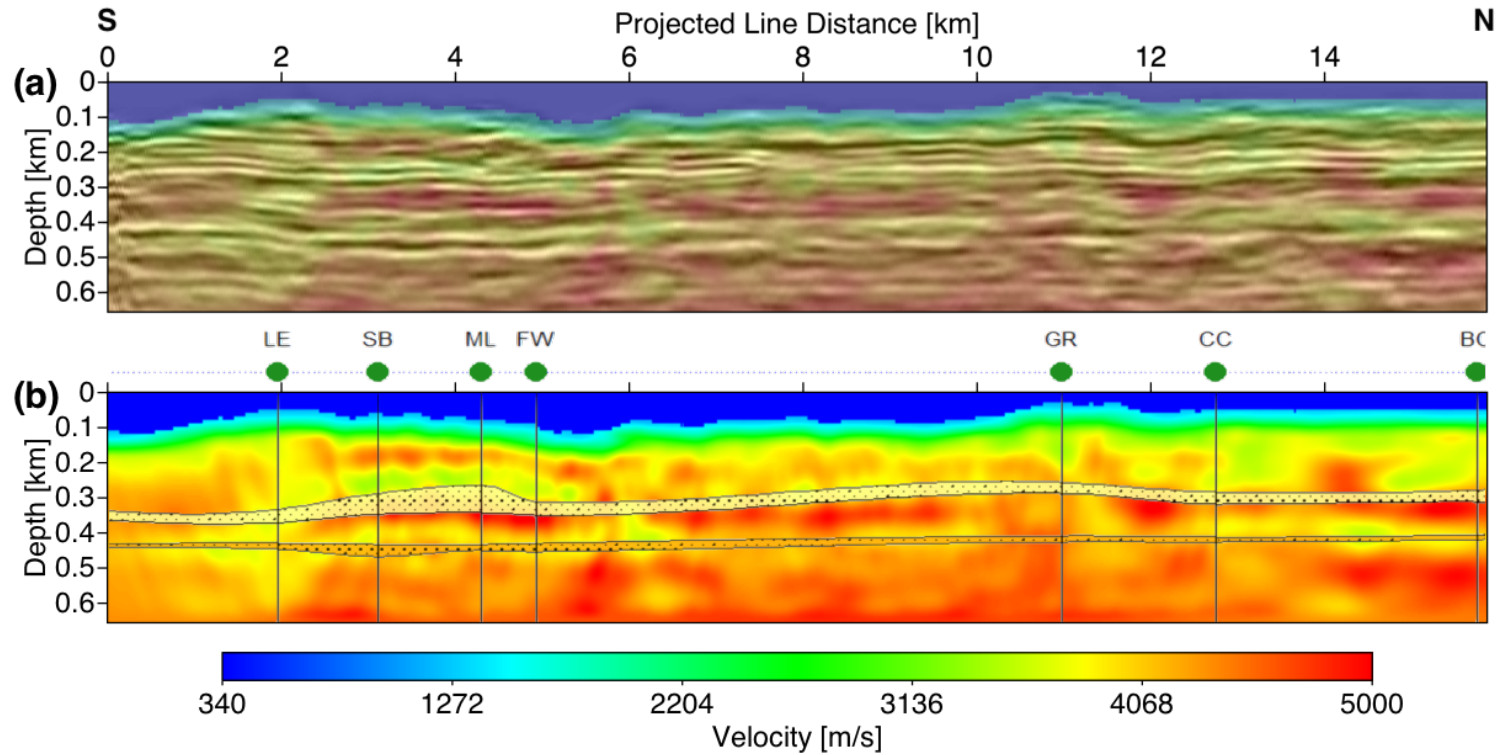 S Projected Line Distance [km] N
0 2 4 6 8 10 12 14
(a)
Depth [km]
0
0.1
0.2
0.3
0.4
0.5
0.6
LE SB ML FW GR CC BC
(b)
Depth [km]
0
0.1
0.2
0.3
0.4
0.5
0.6
340 1272 2204 3136 4068 5000
Velocity [m/s]